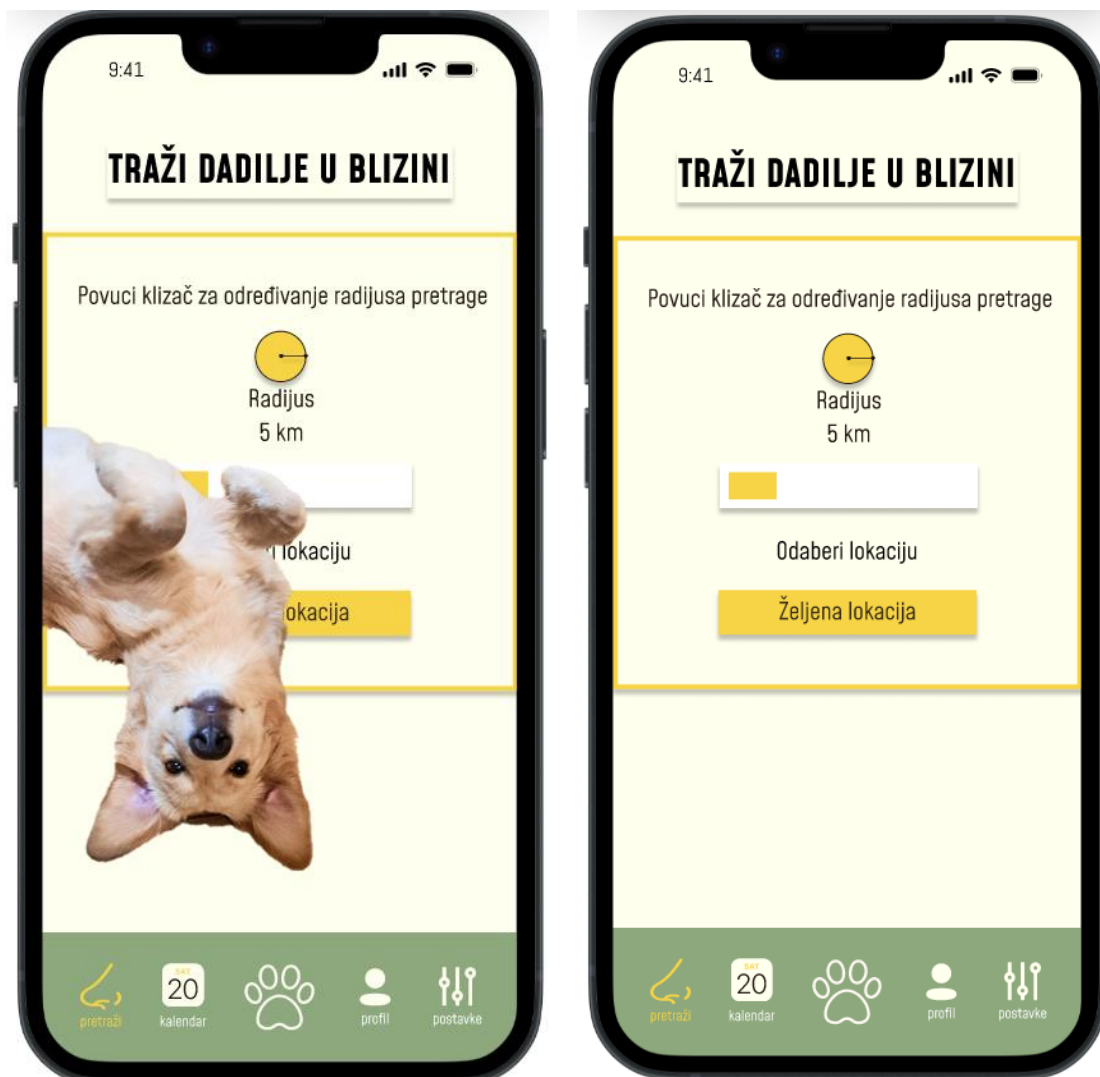 9:41
TRAŽI DADILJE U BLIZINI
Povuci klizač za određivanje radijusa pretrage
Radijus
5 km
lokaciju
okacija
pretraži
SAT
20
kalendar
profil
postavke
9:41
TRAŽI DADILJE U BLIZINI
Povuci klizač za određivanje radijusa pretrage
Radijus
5 km
Odaberi lokaciju
Željena lokacija
pretraži
SAT
20
kalendar
profil
postavke